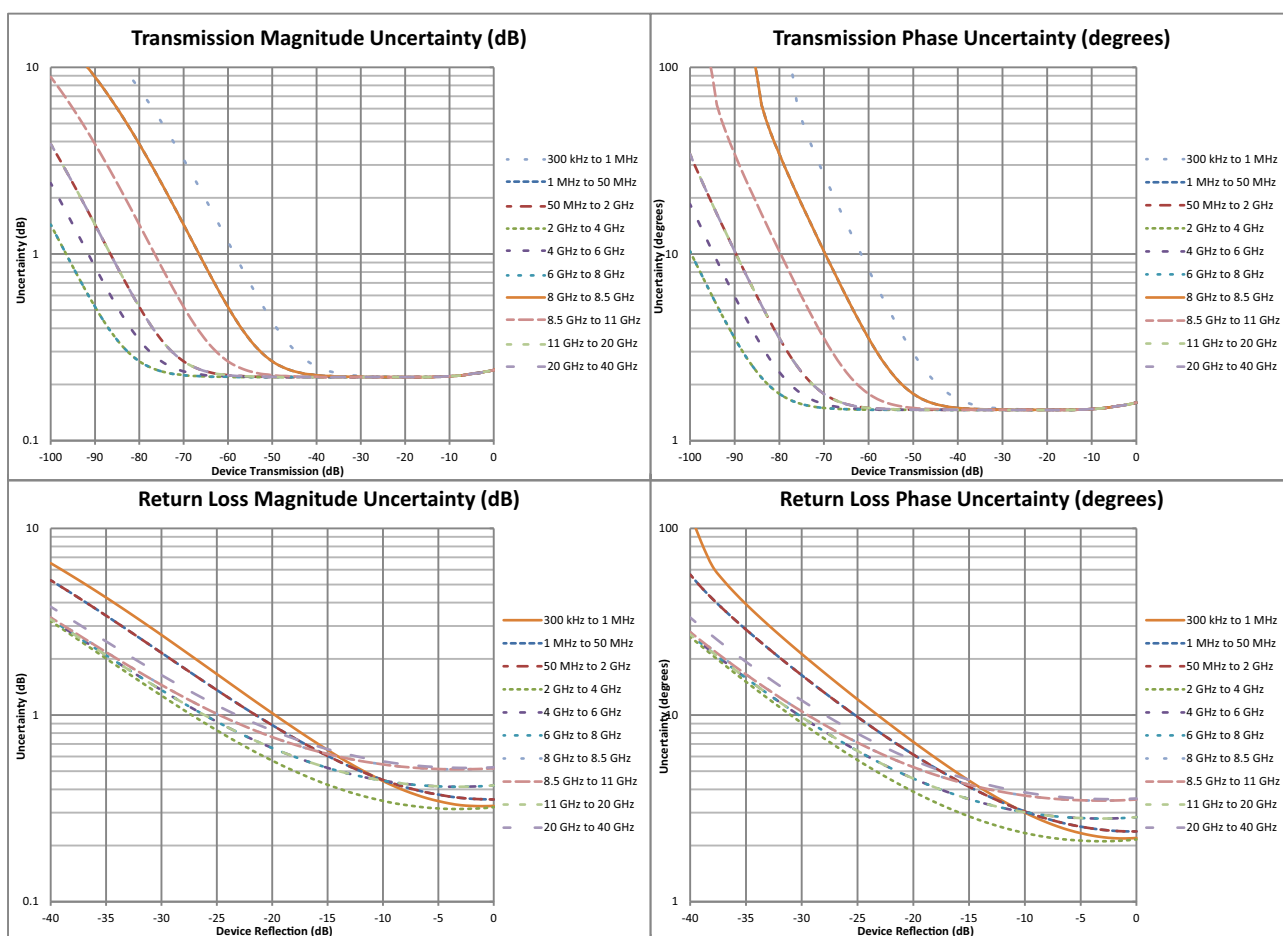 Transmission Magnitude Uncertainty (dB)
10
1
0.1
Uncertainty (dB)
-100 -90 -80 -70 -60 -50 -40 -30 -20 -10 0
Device Transmission (dB)
300 kHz to 1 MHz
1 MHz to 50 MHz
50 MHz to 2 GHz
2 GHz to 4 GHz
4 GHz to 6 GHz
6 GHz to 8 GHz
8 GHz to 8.5 GHz
8.5 GHz to 11 GHz
11 GHz to 20 GHz
20 GHz to 40 GHz
Transmission Phase Uncertainty (degrees)
100
10
1
Uncertainty (degrees)
-100 -90 -80 -70 -60 -50 -40 -30 -20 -10 0
Device Transmission (dB)
300 kHz to 1 MHz
1 MHz to 50 MHz
50 MHz to 2 GHz
2 GHz to 4 GHz
4 GHz to 6 GHz
6 GHz to 8 GHz
8 GHz to 8.5 GHz
8.5 GHz to 11 GHz
11 GHz to 20 GHz
20 GHz to 40 GHz
Return Loss Magnitude Uncertainty (dB)
10
1
0.1
Uncertainty (dB)
-40 -35 -30 -25 -20 -15 -10 -5 0
Device Reflection (dB)
300 kHz to 1 MHz
1 MHz to 50 MHz
50 MHz to 2 GHz
2 GHz to 4 GHz
4 GHz to 6 GHz
6 GHz to 8 GHz
8 GHz to 8.5 GHz
8.5 GHz to 11 GHz
11 GHz to 20 GHz
20 GHz to 40 GHz
Return Loss Phase Uncertainty (degrees)
100
10
1
Uncertainty (degrees)
-40 -35 -30 -25 -20 -15 -10 -5 0
Device Reflection (dB)
300 kHz to 1 MHz
1 MHz to 50 MHz
50 MHz to 2 GHz
2 GHz to 4 GHz
4 GHz to 6 GHz
6 GHz to 8 GHz
8 GHz to 8.5 GHz
8.5 GHz to 11 GHz
11 GHz to 20 GHz
20 GHz to 40 GHz